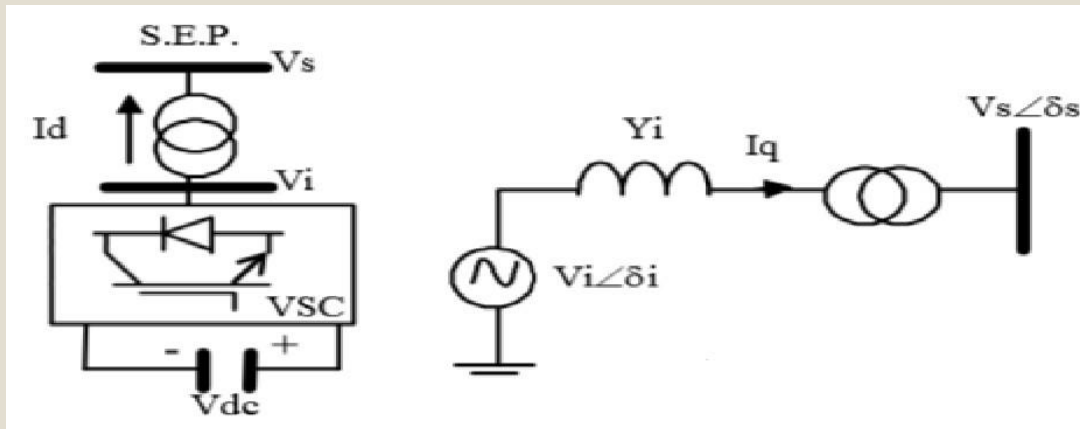 S.E.P.
Vs
Id
Vi
VSC
- +
Vdc
Yi
Iq
Vs∠δs
Vi∠δi